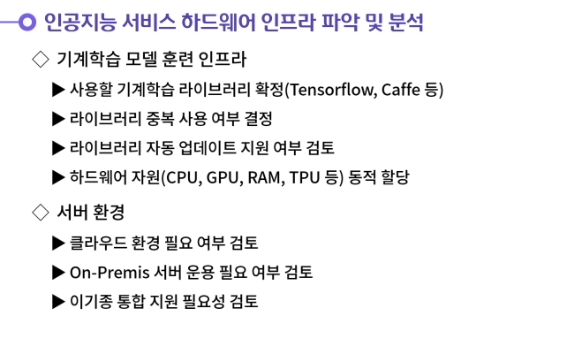 인공지능 서비스 하드웨어 인프라 파악 및 분석
◇ 기계학습 모델 훈련 인프라
▶ 사용할 기계학습 라이브러리 확정(Tensorflow, Caffe 등)
▶ 라이브러리 중복 사용 여부 결정
▶ 라이브러리 자동 업데이트 지원 여부 검토
▶ 하드웨어 자원(CPU, GPU, RAM, TPU 등) 동적 할당
◇ 서버 환경
▶ 클라우드 환경 필요 여부 검토
▶ On-Premis 서버 운용 필요 여부 검토
▶ 이기종 통합 지원 필요성 검토